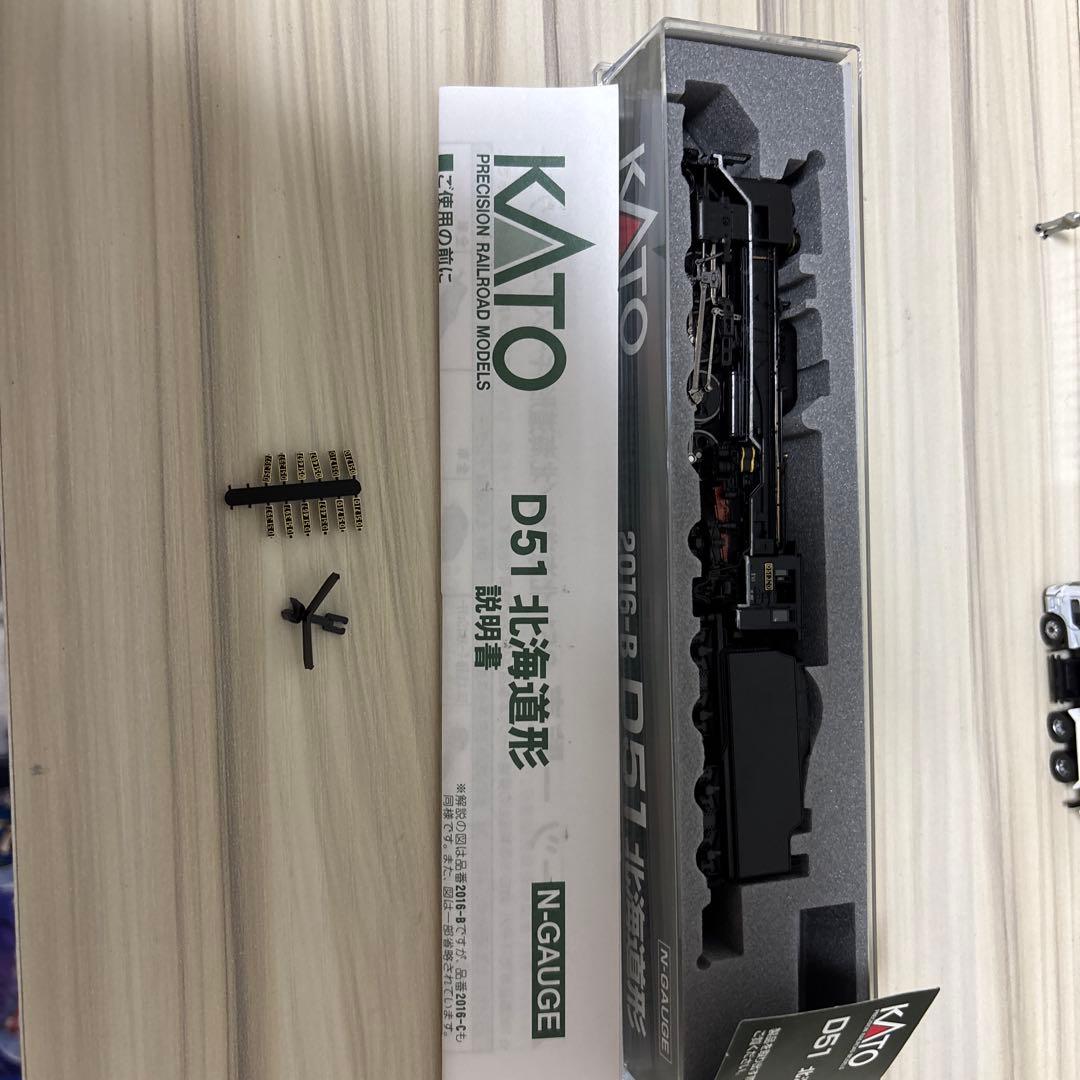 KATO
PRECISION RAILROAD MODELS
■ご使用の前に
D51 北海道形
説明書
N-GAUGE
※解説の図は品番2016-Bですが、品番2016-Cも
同様です。また、図は一部省略されています。
KATO
2016-B D51 北海道形
N-GAUGE
KATO
D51 北